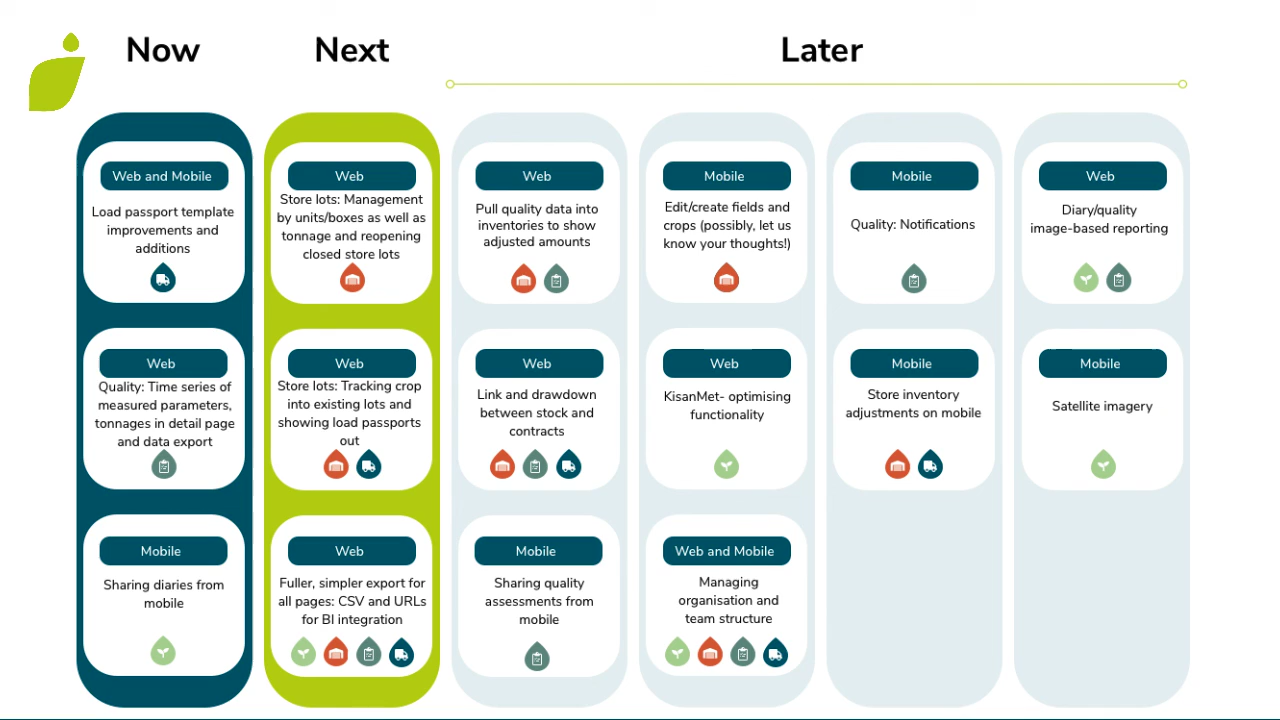 Now
Next
Later
Web and Mobile
Load passport template
improvements and
additions
Web
Quality: Time series of
measured parameters,
tonnages in detail page
and data export
Mobile
Sharing diaries from
mobile
Web
Store lots: Management
by units/boxes as well as
tonnage and reopening
closed store lots
Web
Store lots: Tracking crop
into existing lots and
showing load passports
out
Web
Fuller, simpler export for
all pages: CSV and URLs
for BI integration
Web
Pull quality data into
inventories to show
adjusted amounts
Web
Link and drawdown
between stock and
contracts
Mobile
Sharing quality
assessments from
mobile
Mobile
Edit/create fields and
crops (possibly, let us
know your thoughts!)
Web
KisanMet- optimising
functionality
Web and Mobile
Managing
organisation and
team structure
Mobile
Quality: Notifications
Mobile
Store inventory
adjustments on mobile
Web
Diary/quality
image-based reporting
Mobile
Satellite imagery